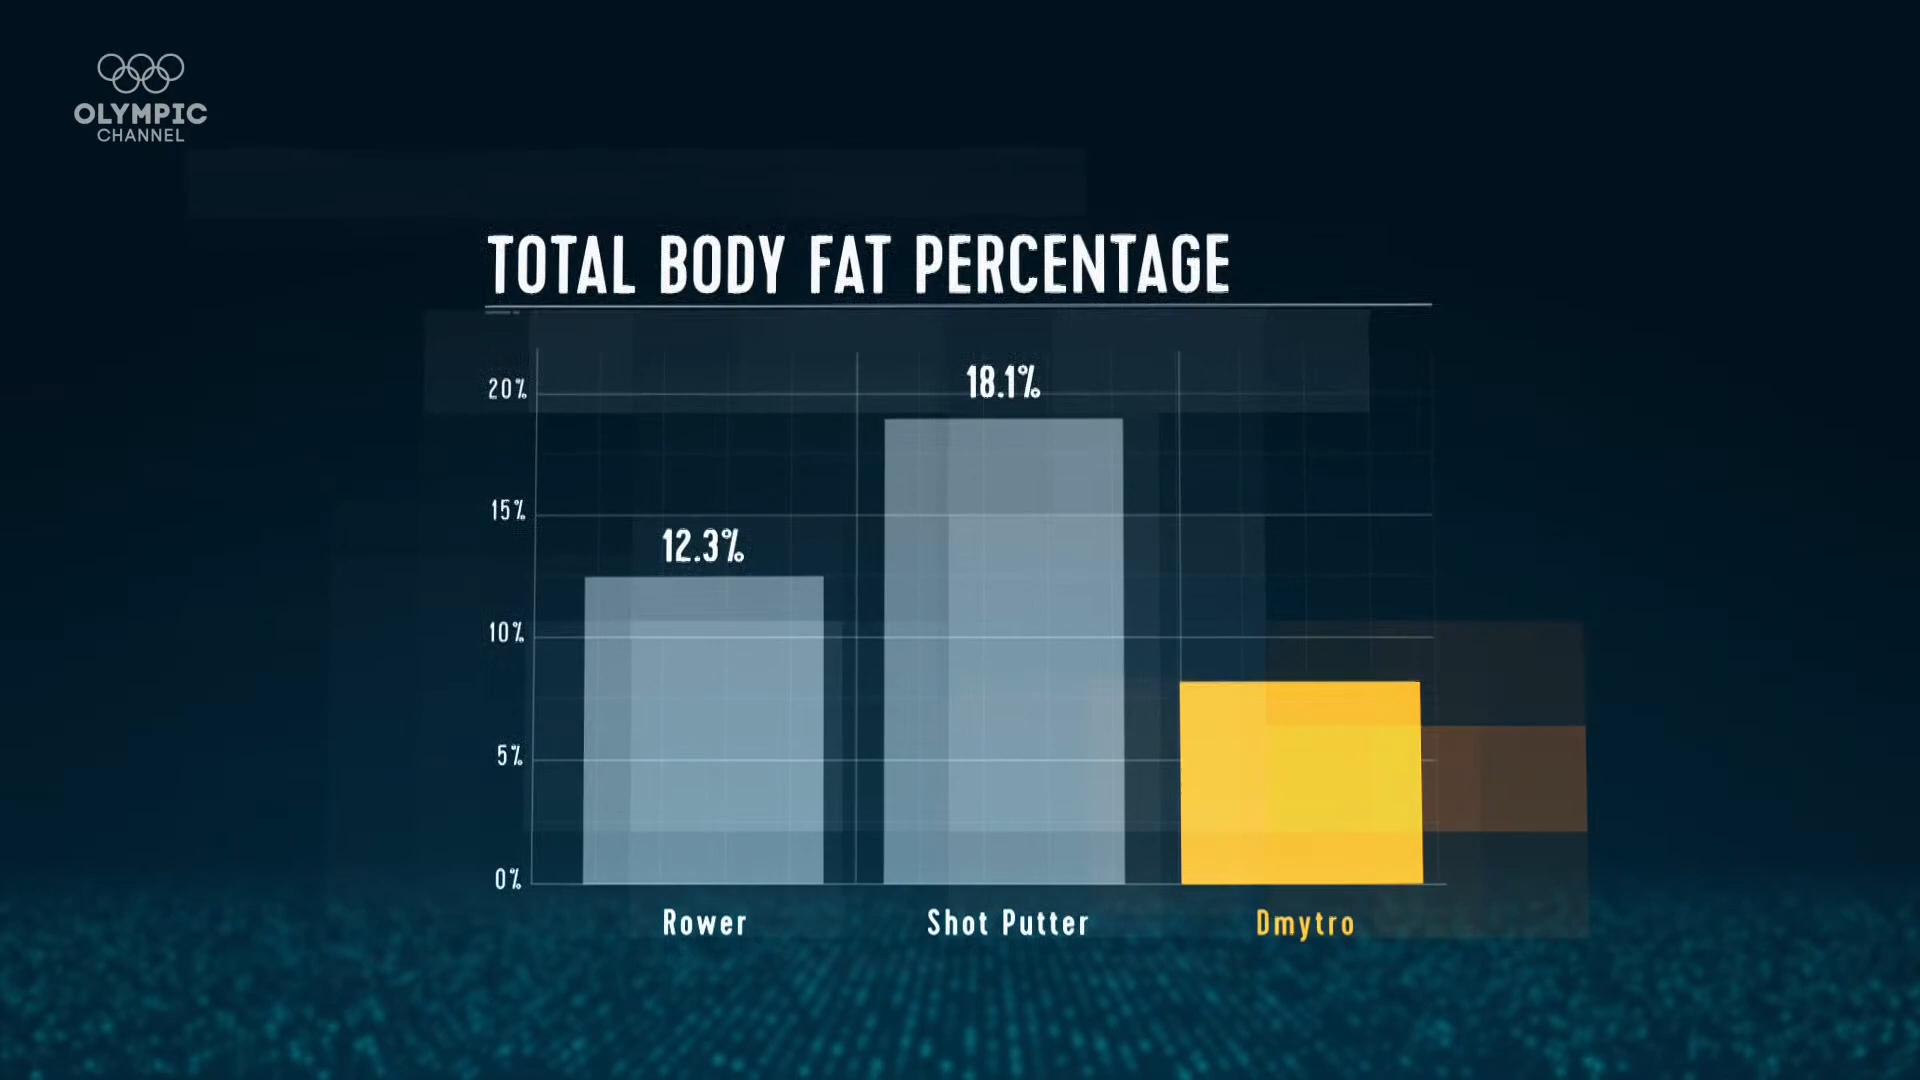 OLYMPIC
CHANNEL
TOTAL BODY FAT PERCENTAGE
20%
18.1%
15%
12.3%
10%
5%
0%
Rower
Shot Putter
Dmytro